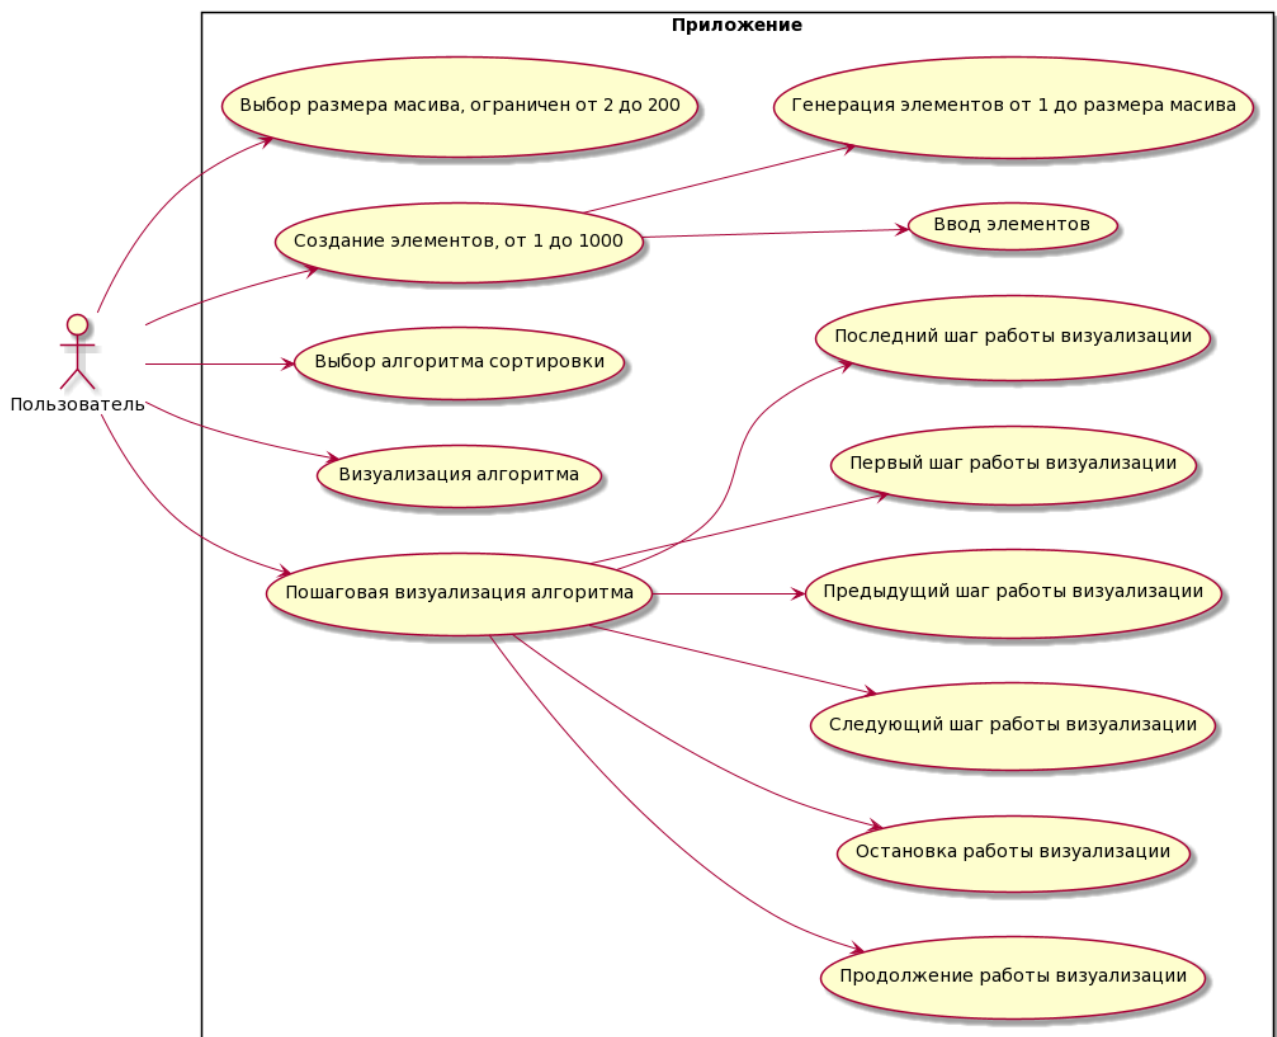 Приложение
Выбор размера масива, ограничен от 2 до 200
Генерация элементов от 1 до размера масива
Создание элементов, от 1 до 1000
Ввод элементов
Последний шаг работы визуализации
Выбор алгоритма сортировки
Пользователь
Первый шаг работы визуализации
Визуализация алгоритма
Пошаговая визуализация алгоритма
Предыдущий шаг работы визуализации
Следующий шаг работы визуализации
Остановка работы визуализации
Продолжение работы визуализации